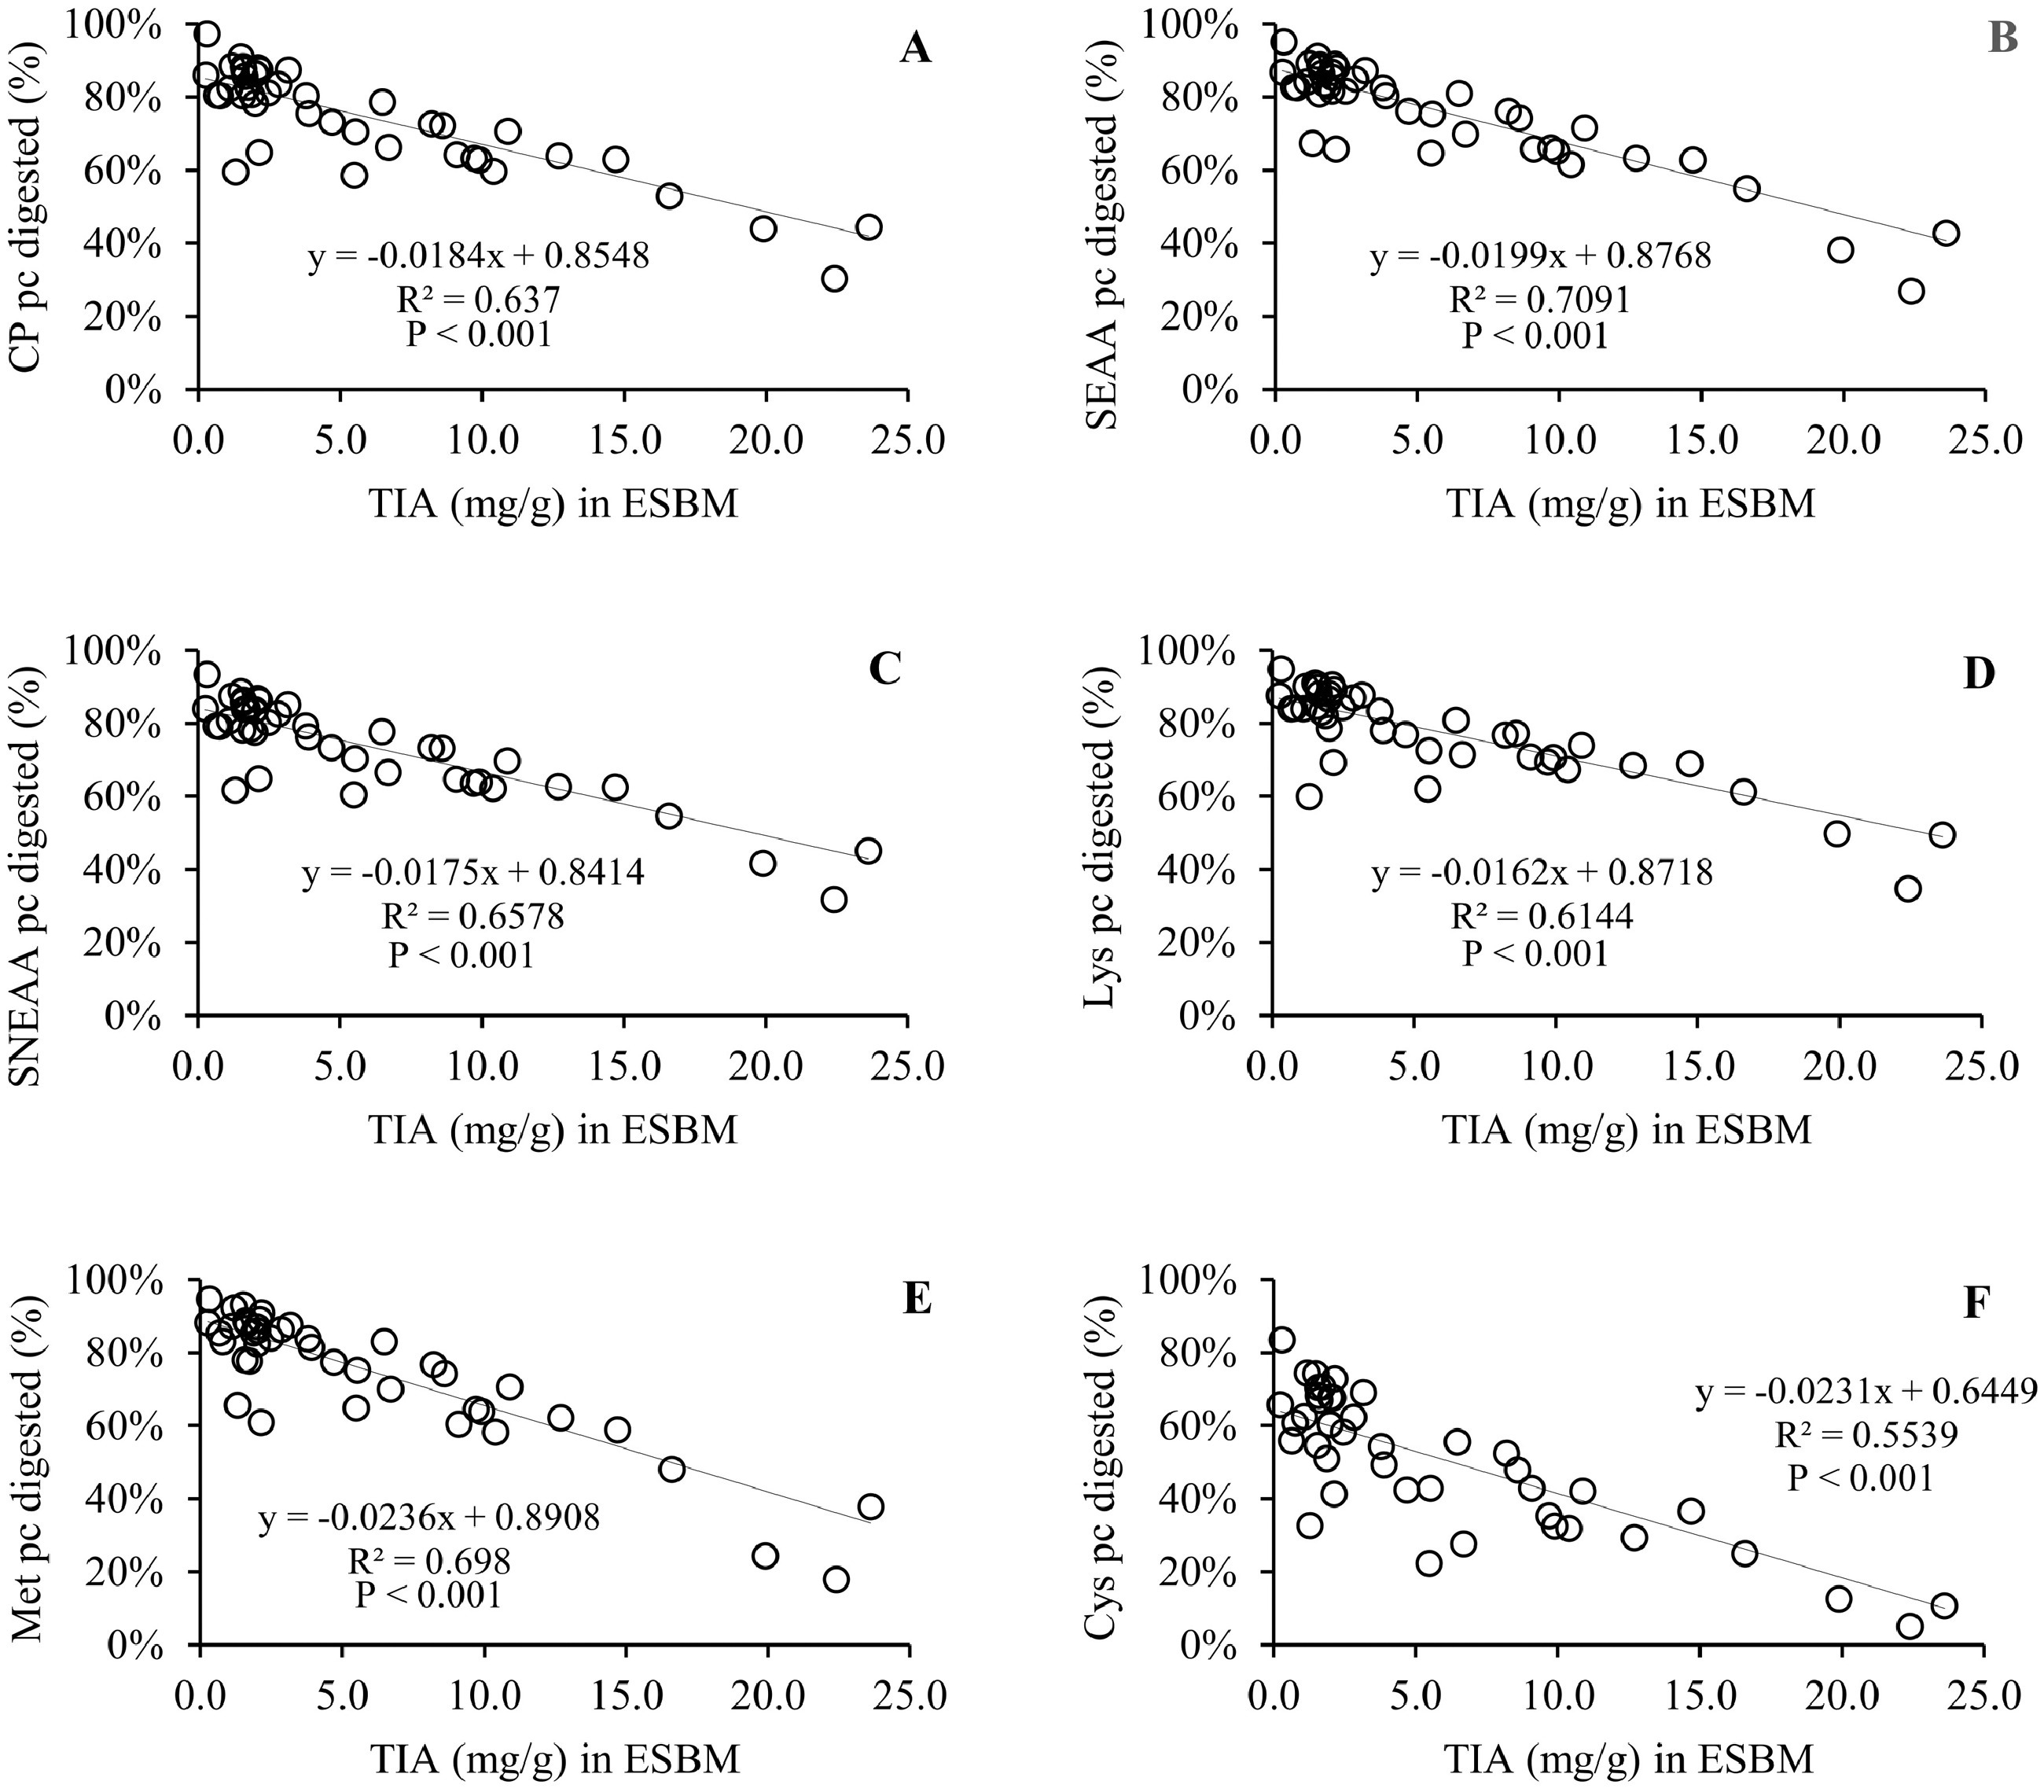 A
CP pc digested (%)
100%
80%
60%
40%
20%
0%
y = -0.0184x + 0.8548
R² = 0.637
P < 0.001
0.0 5.0 10.0 15.0 20.0 25.0
TIA (mg/g) in ESBM
B
SEAA pc digested (%)
100%
80%
60%
40%
20%
0%
y = -0.0199x + 0.8768
R² = 0.7091
P < 0.001
0.0 5.0 10.0 15.0 20.0 25.0
TIA (mg/g) in ESBM
C
SNEAA pc digested (%)
100%
80%
60%
40%
20%
0%
y = -0.0175x + 0.8414
R² = 0.6578
P < 0.001
0.0 5.0 10.0 15.0 20.0 25.0
TIA (mg/g) in ESBM
D
Lys pc digested (%)
100%
80%
60%
40%
20%
0%
y = -0.0162x + 0.8718
R² = 0.6144
P < 0.001
0.0 5.0 10.0 15.0 20.0 25.0
TIA (mg/g) in ESBM
E
Met pc digested (%)
100%
80%
60%
40%
20%
0%
y = -0.0236x + 0.8908
R² = 0.698
P < 0.001
0.0 5.0 10.0 15.0 20.0 25.0
TIA (mg/g) in ESBM
F
Cys pc digested (%)
100%
80%
60%
40%
20%
0%
y = -0.0231x + 0.6449
R² = 0.5539
P < 0.001
0.0 5.0 10.0 15.0 20.0 25.0
TIA (mg/g) in ESBM